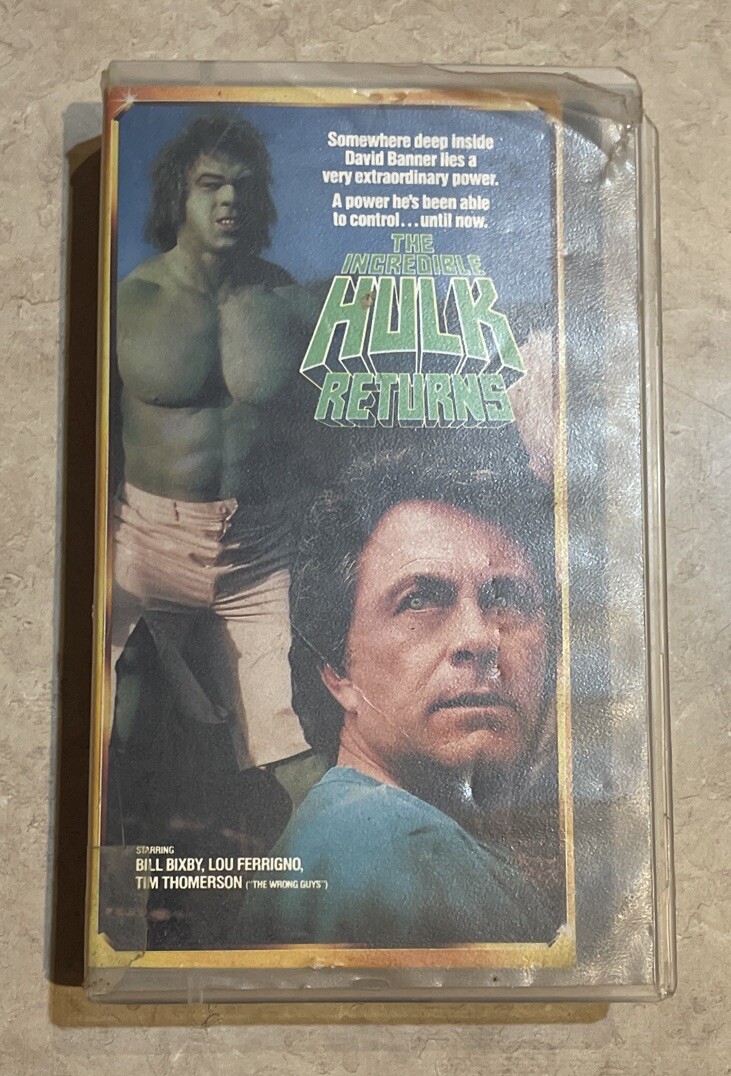 Somewhere deep inside
David Banner lies a
very extraordinary power.
A power he's been able
to control...until now.
THE
INCREDIBLE
HULK
RETURNS
STARRING
BILL BIXBY, LOU FERRIGNO,
TIM THOMERSON ("THE WRONG GUYS")